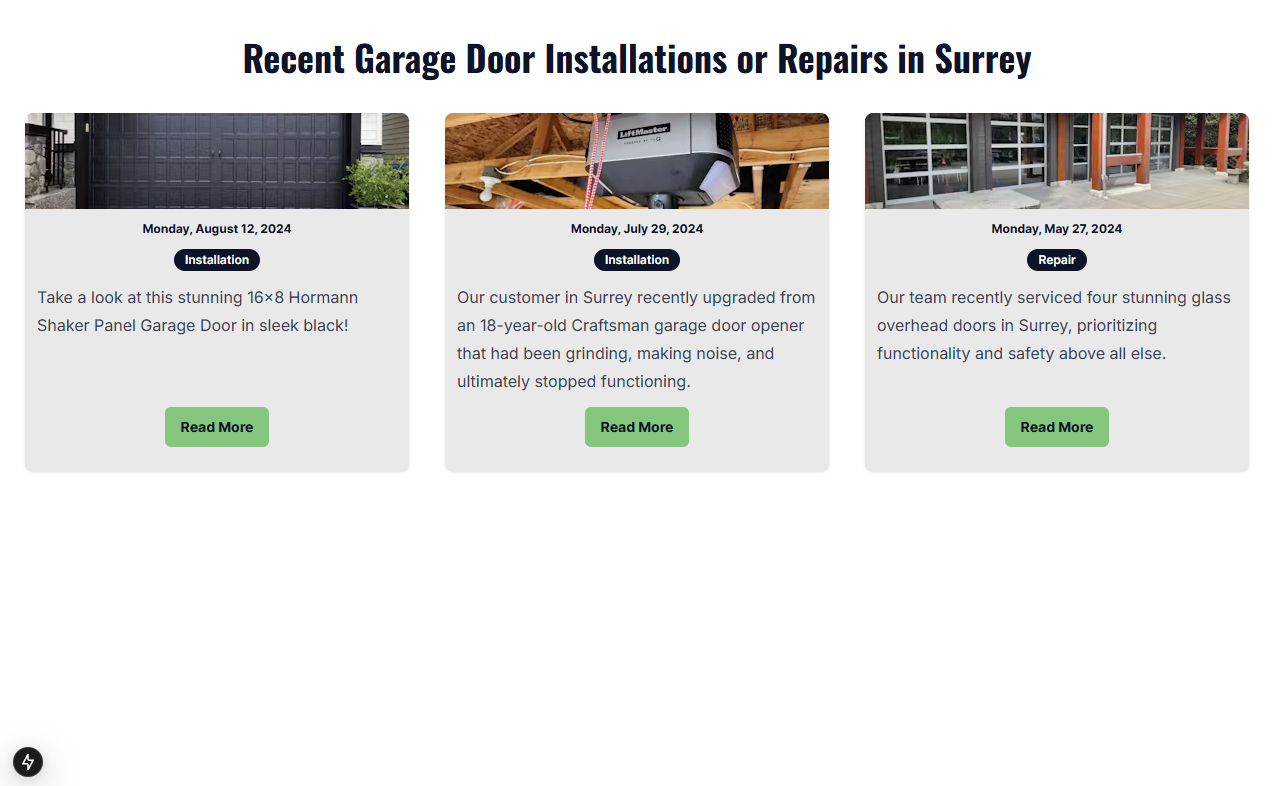 Recent Garage Door Installations or Repairs in Surrey
LiftMaster
Monday, August 12, 2024
Installation
Take a look at this stunning 16×8 Hormann
Shaker Panel Garage Door in sleek black!
Read More
Monday, July 29, 2024
Installation
Our customer in Surrey recently upgraded from
an 18-year-old Craftsman garage door opener
that had been grinding, making noise, and
ultimately stopped functioning.
Read More
Monday, May 27, 2024
Repair
Our team recently serviced four stunning glass
overhead doors in Surrey, prioritizing
functionality and safety above all else.
Read More